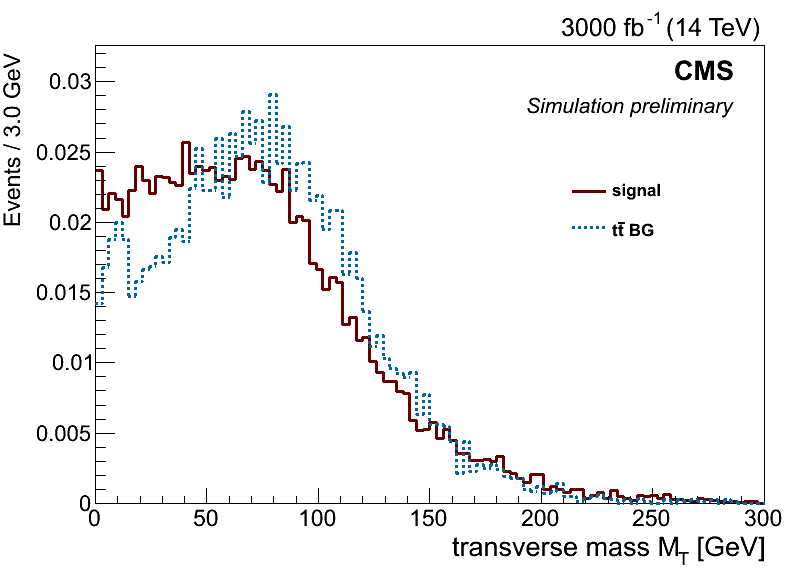 3000 fb⁻¹ (14 TeV)
Events / 3.0 GeV
CMS
Simulation preliminary
signal
tt̄ BG
0.03
0.025
0.02
0.015
0.01
0.005
0
0 50 100 150 200 250 300
transverse mass M_T [GeV]